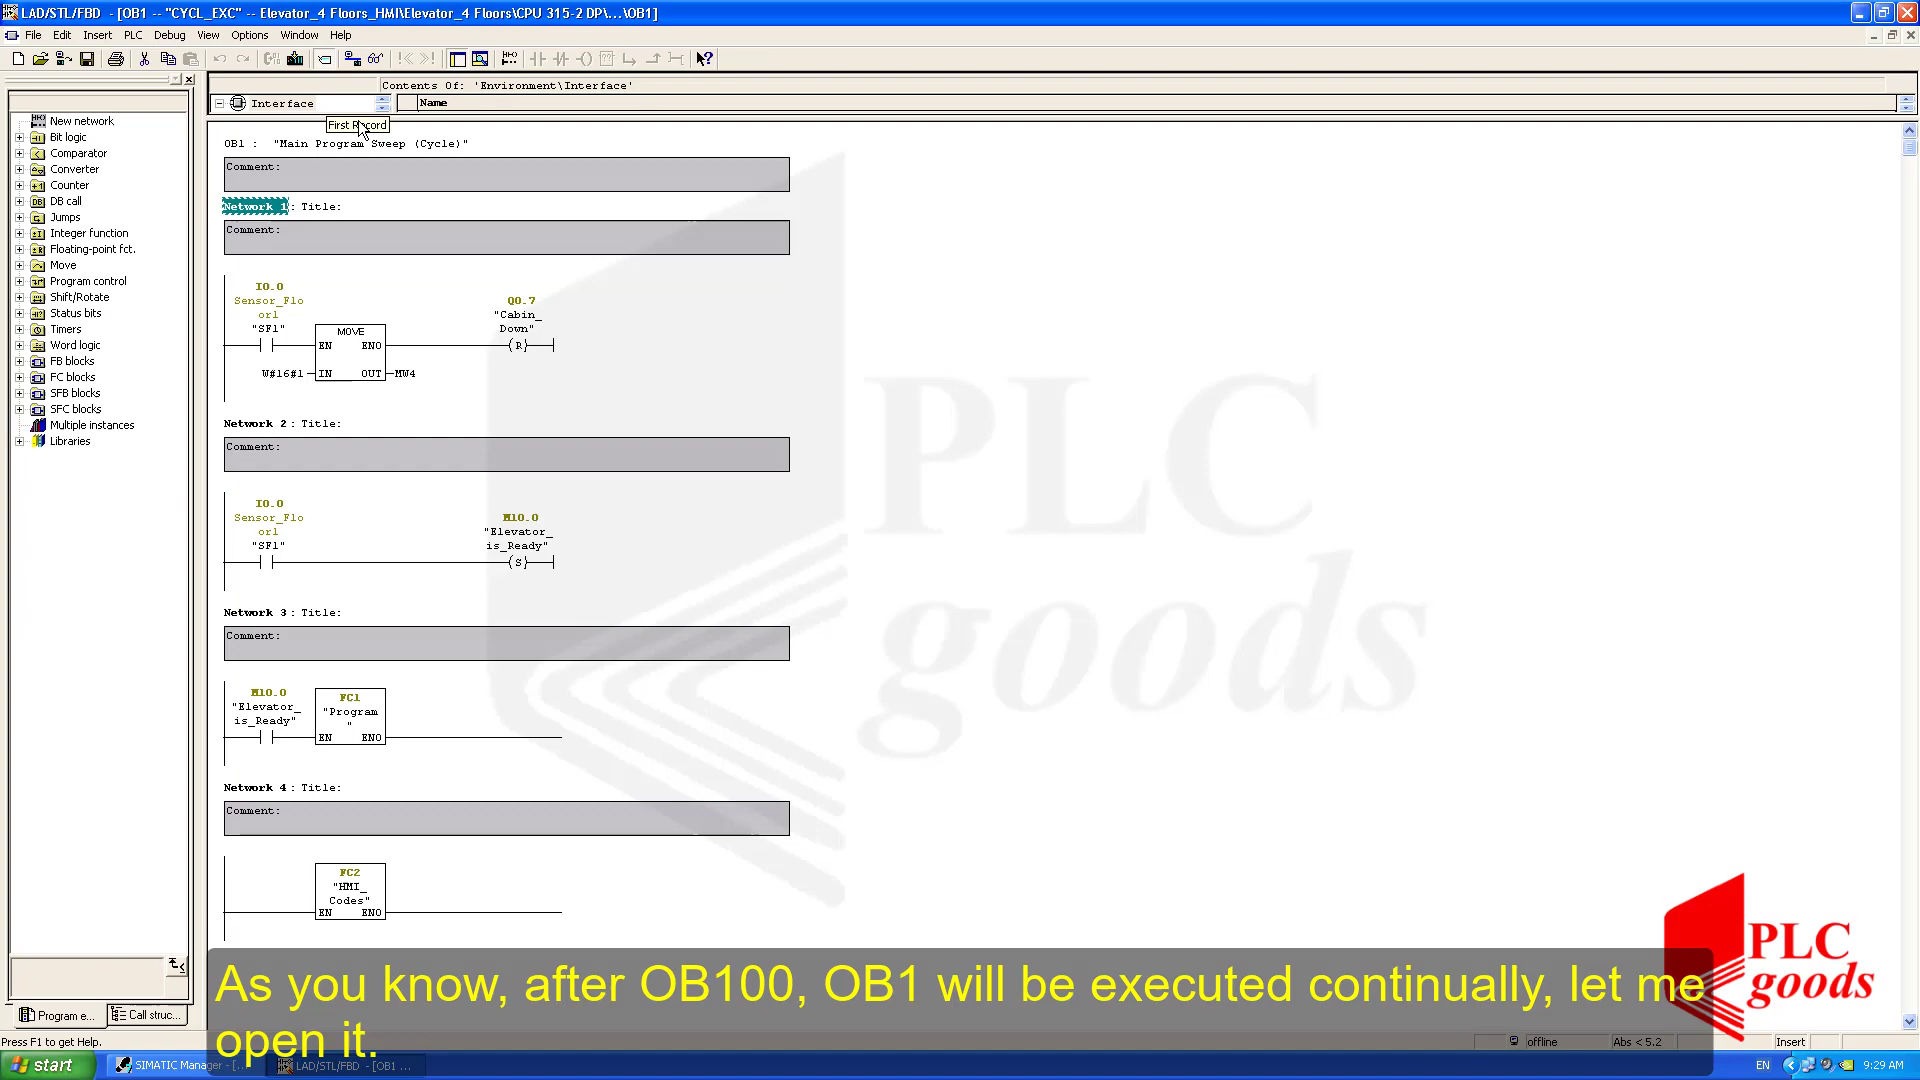 LAD/STL/FBD - [OB1 -- "CYCL_EXC" -- Elevator_4 Floors_HMI\Elevator_4 Floors\CPU 315-2 DP\...\OB1]
File Edit Insert PLC Debug View Options Window Help
Contents Of: 'Environment\Interface'
Interface
Name
First Record
New network
Bit logic
Comparator
Converter
Counter
DB call
Jumps
Integer function
Floating-point fct.
Move
Program control
Shift/Rotate
Status bits
Timers
Word logic
FB blocks
FC blocks
SFB blocks
SFC blocks
Multiple instances
Libraries
Program e...
Call struc...
OB1 : "Main Program Sweep (Cycle)"
Comment:
Network 1: Title:
Comment:
I0.0
Sensor_Flo
or1
"SF1"
MOVE
EN ENO
W#16#1 IN OUT MW4
Q0.7
"Cabin_
Down"
(R)
Network 2: Title:
Comment:
I0.0
Sensor_Flo
or1
"SF1"
M10.0
"Elevator_
is_Ready"
(S)
Network 3: Title:
Comment:
M10.0
"Elevator_
is_Ready"
FC1
"Program
"
EN ENO
Network 4: Title:
Comment:
FC2
"HMI_
Codes"
EN ENO
PLC
goods
PLC
goods
As you know, after OB100, OB1 will be executed continually, let me
open it.
Press F1 to get Help.
offline
Abs < 5.2
Insert
start
SIMATIC Manager - [...
LAD/STL/FBD - [OB1 ...
EN
9:29 AM